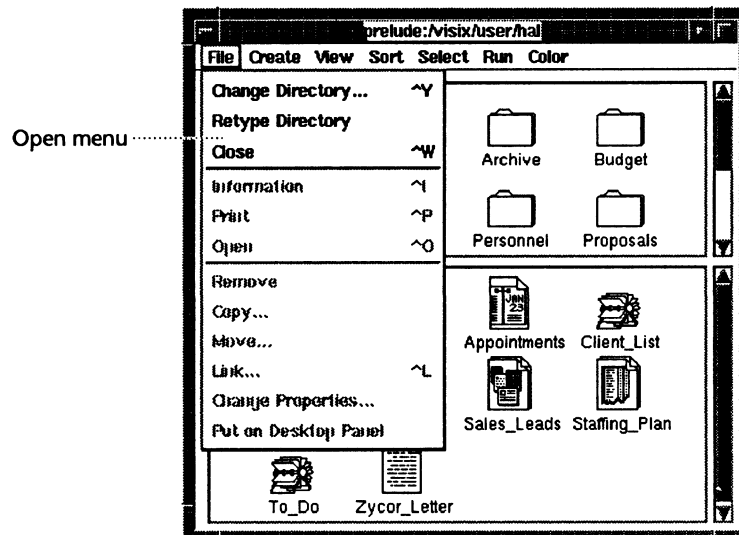 prelude:/visix/user/hal
File Create View Sort Select Run Color
Change Directory... ^Y
Retype Directory
Close ^W
Information ^I
Print ^P
Open ^O
Remove
Copy...
Move...
Link... ^L
Change Properties...
Put on Desktop Panel
Open menu
Archive Budget
Personnel Proposals
JAN
23
Appointments Client_List
Sales_Leads Staffing_Plan
To_Do Zycor_Letter